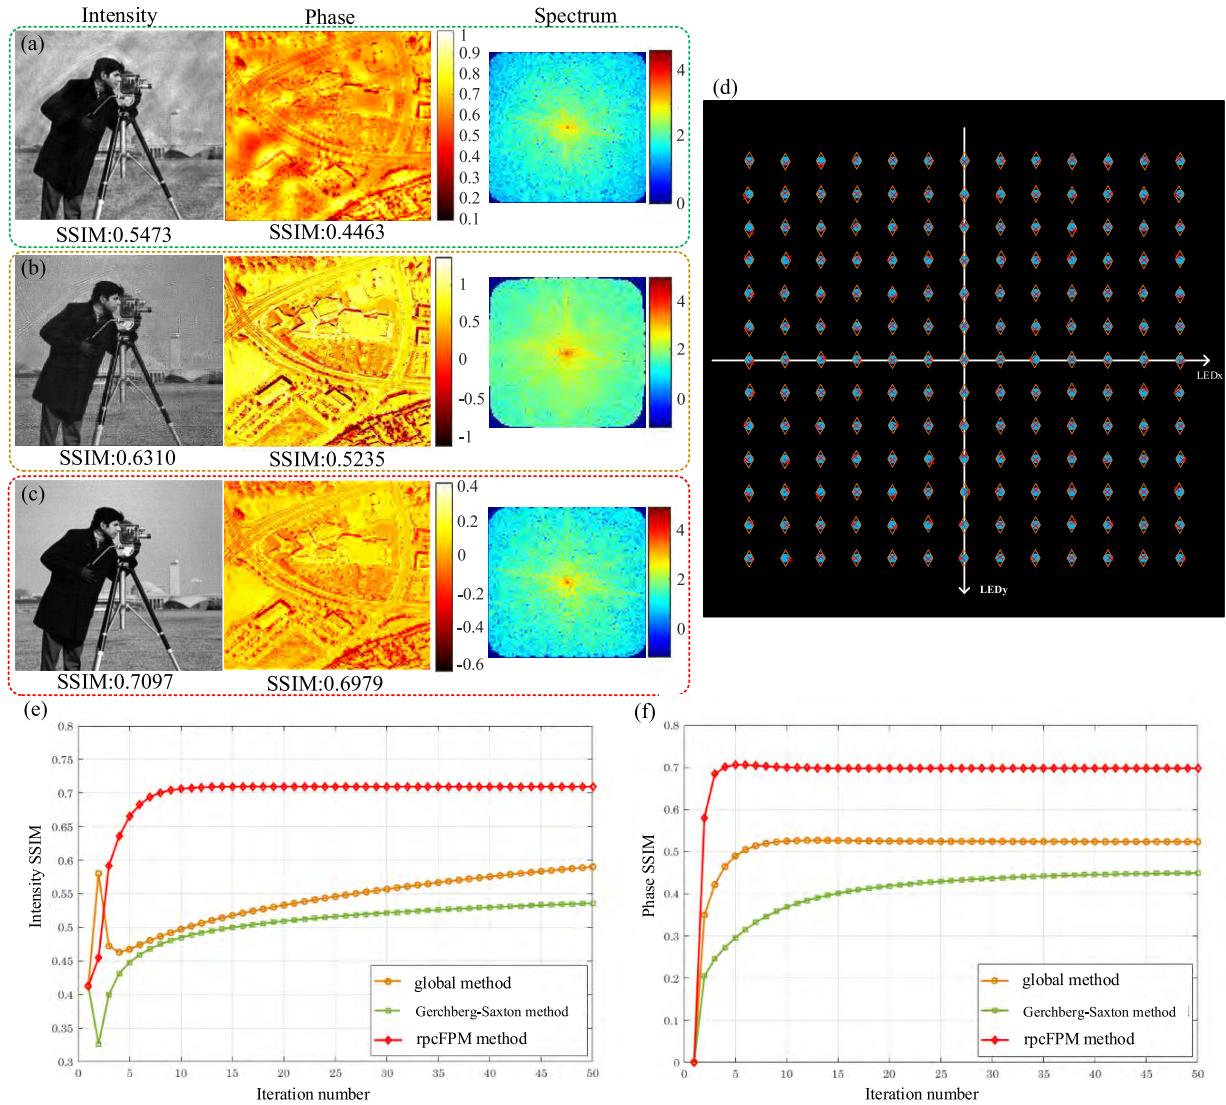 Intensity Phase Spectrum
(a)
1
0.9
0.8
0.7
0.6
0.5
0.4
0.3
0.2
0.1
4
2
0
SSIM:0.5473 SSIM:0.4463
(b)
1
0.5
0
-0.5
-1
4
2
0
SSIM:0.6310 SSIM:0.5235
(c)
0.4
0.2
0
-0.2
-0.4
-0.6
4
2
0
SSIM:0.7097 SSIM:0.6979
(d)
LEDx
LEDy
(e)
0.8
0.75
0.7
0.65
0.6
0.55
0.5
0.45
0.4
0.35
0.3
Intensity SSIM
global method
Gerchberg-Saxton method
rpcFPM method
0 5 10 15 20 25 30 35 40 45 50
Iteration number
(f)
0.8
0.7
0.6
0.5
0.4
0.3
0.2
0.1
0
Phase SSIM
global method
Gerchberg-Saxton method
rpcFPM method
0 5 10 15 20 25 30 35 40 45 50
Iteration number